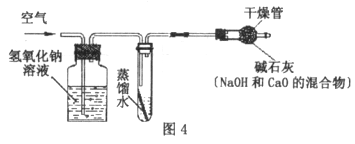 空气
干燥管
氢氧化钠
溶液
蒸馏水
碱石灰
(NaOH和CaO的混合物)
图4